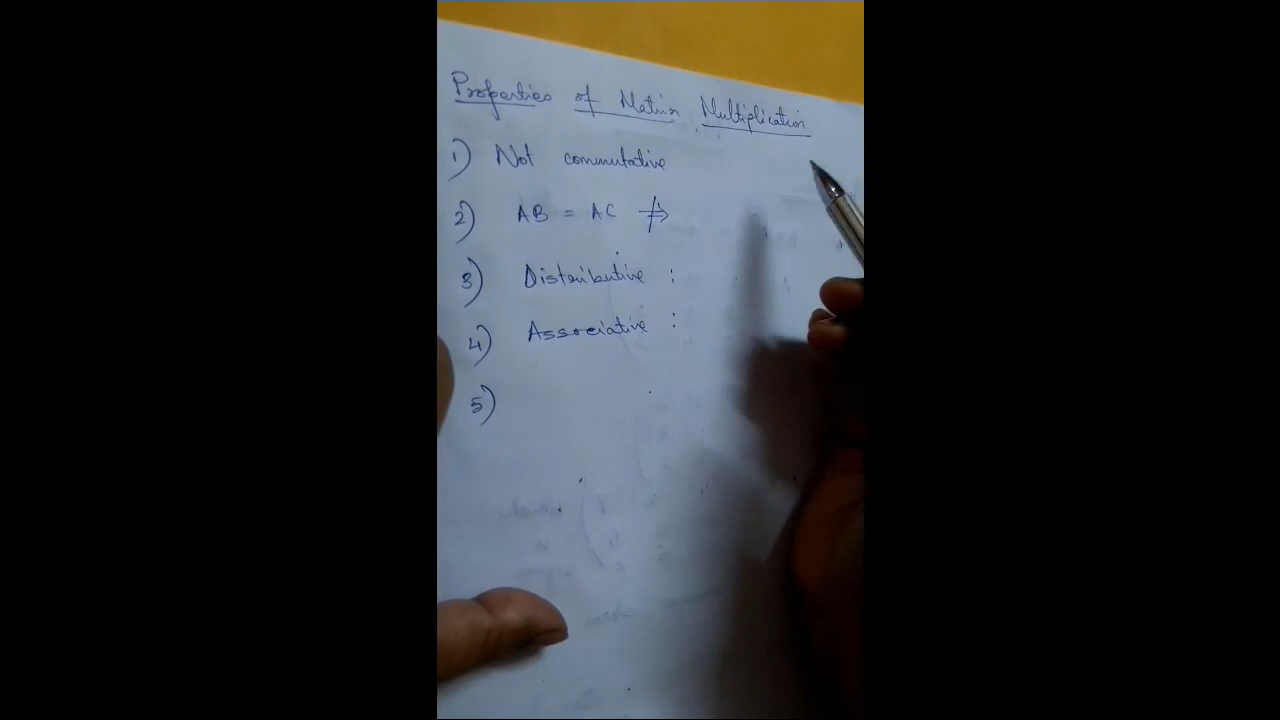 Properties of Matrix Multiplication
1) Not commutative
2) AB = AC ⇏
3) Distributive :
4) Associative :
5)